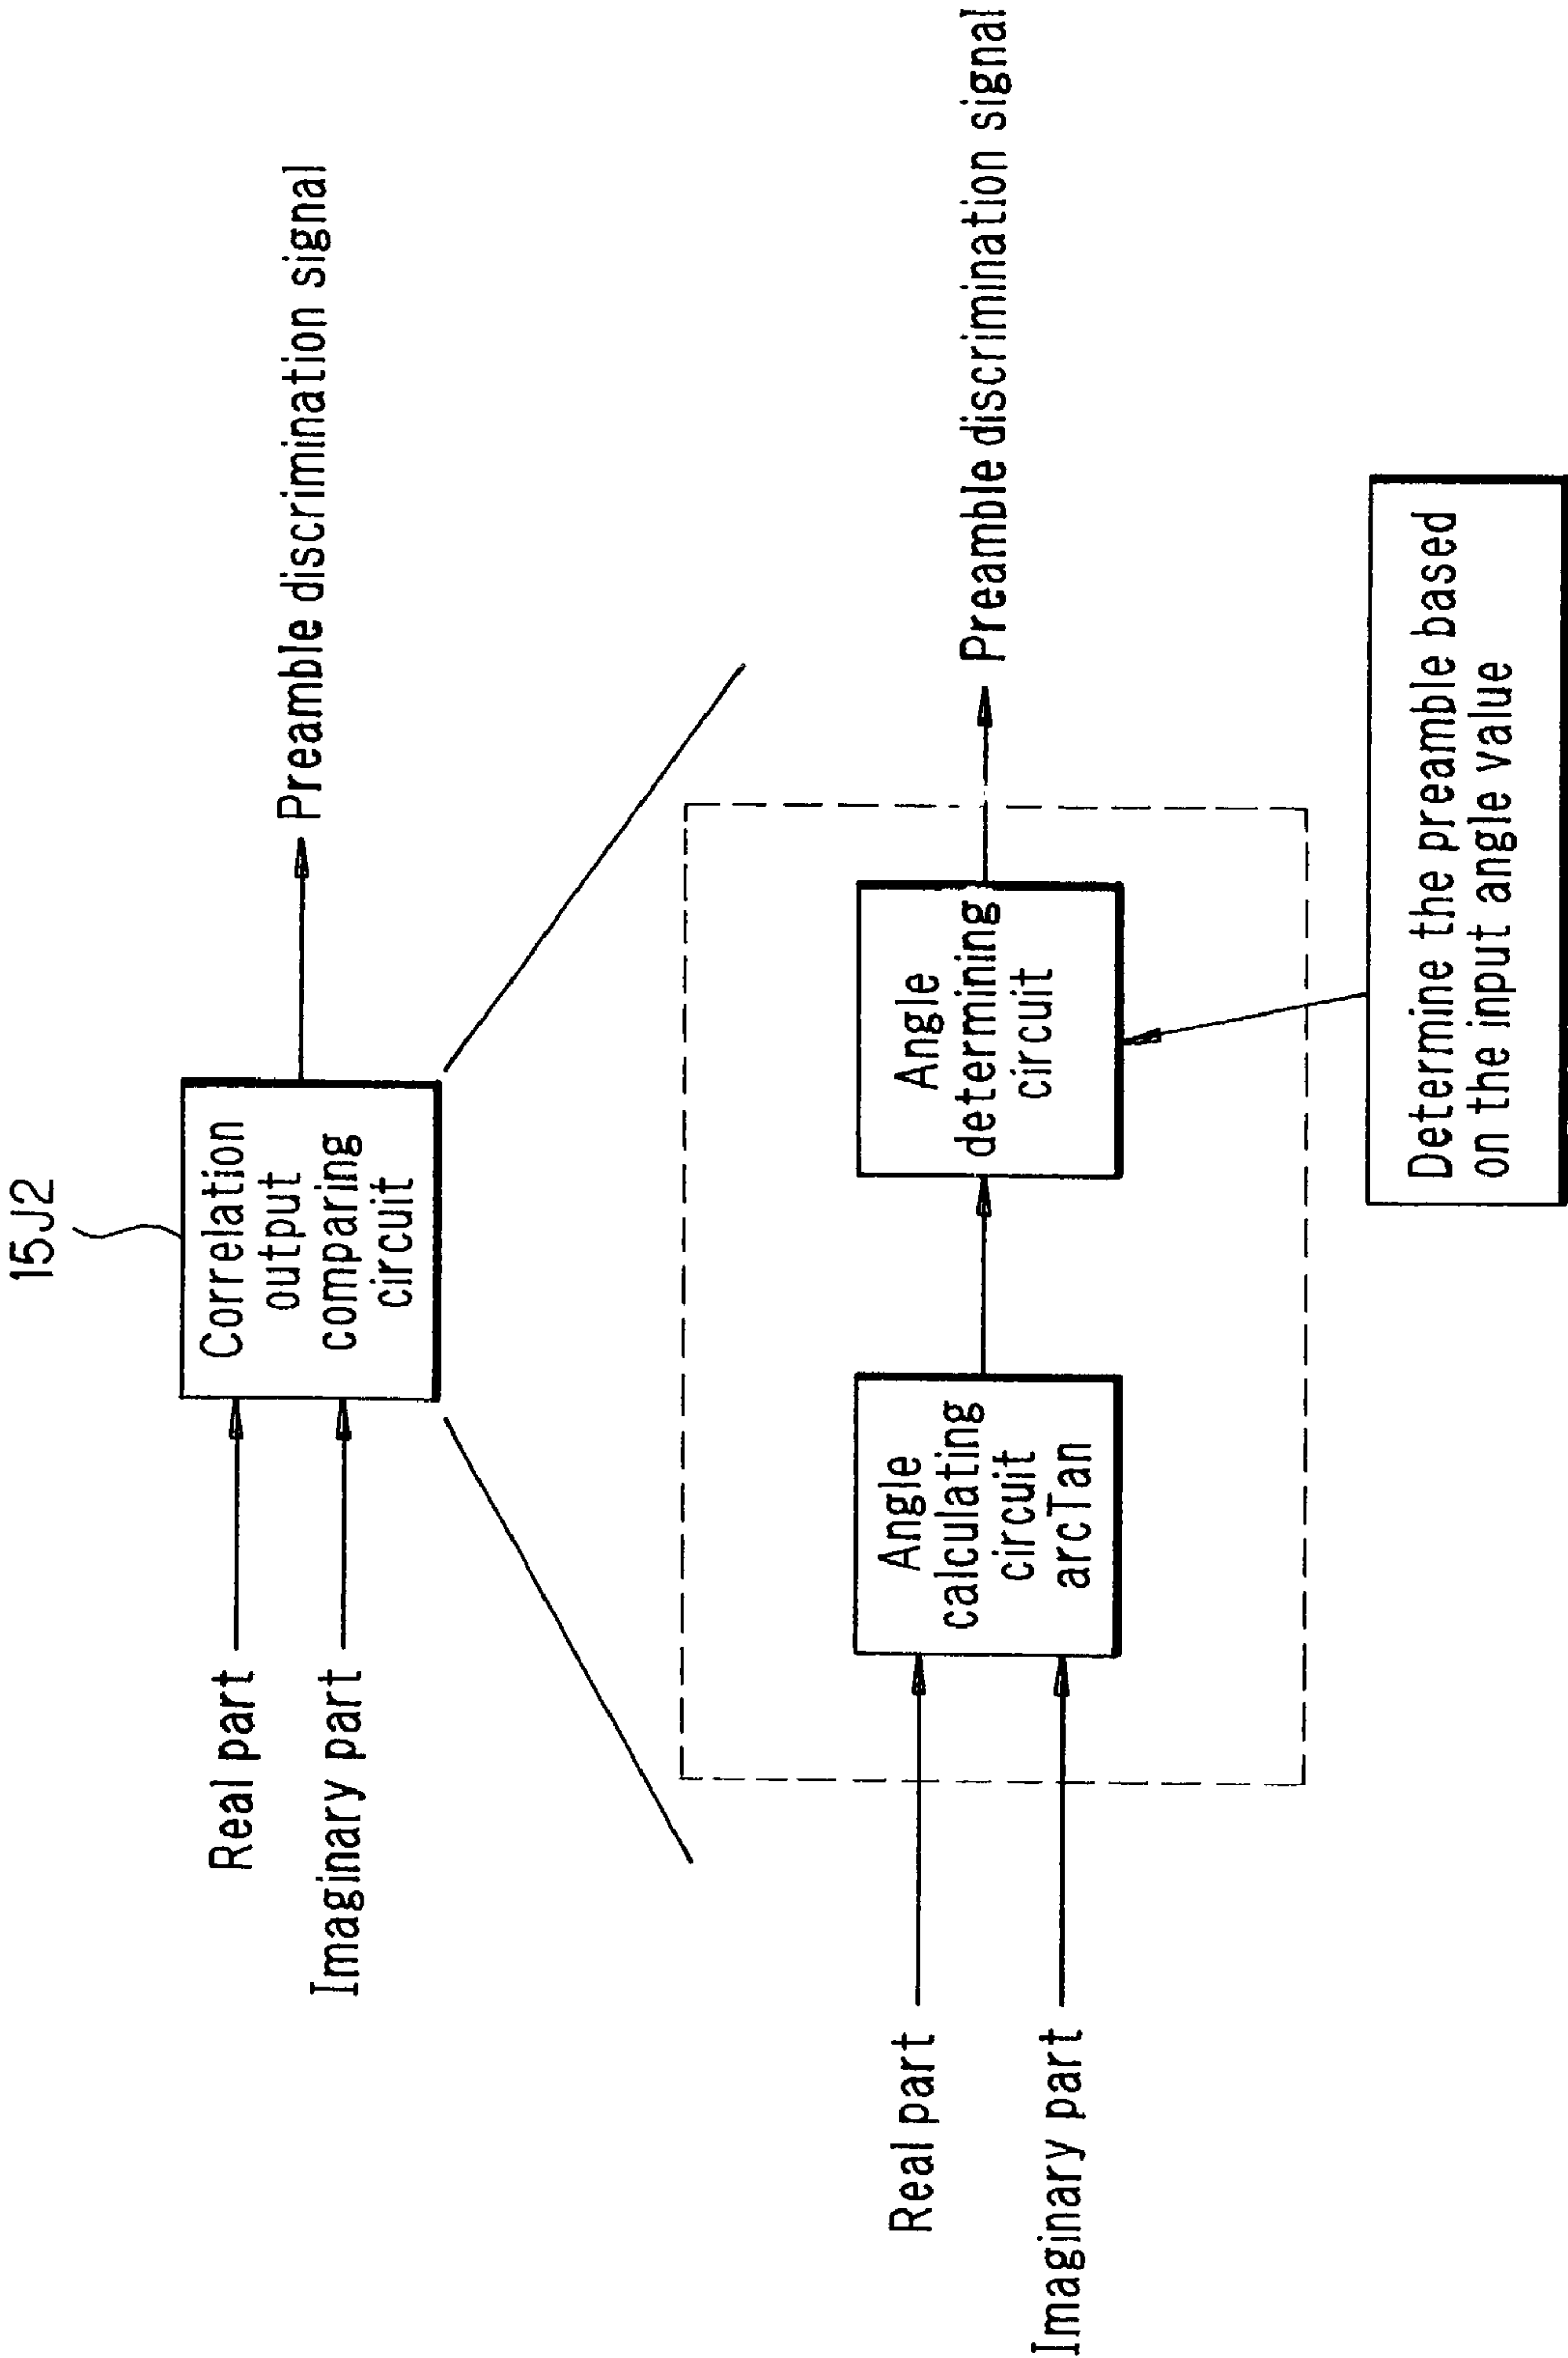 15J2
Real part
Imaginary part
Correlation
output
comparing
circuit
Preamble discrimination signal
Real part
Imaginary part
Angle
calculating
circuit
arcTan
Angle
determining
circuit
Preamble discrimination signal
Determine the preamble based
on the input angle value